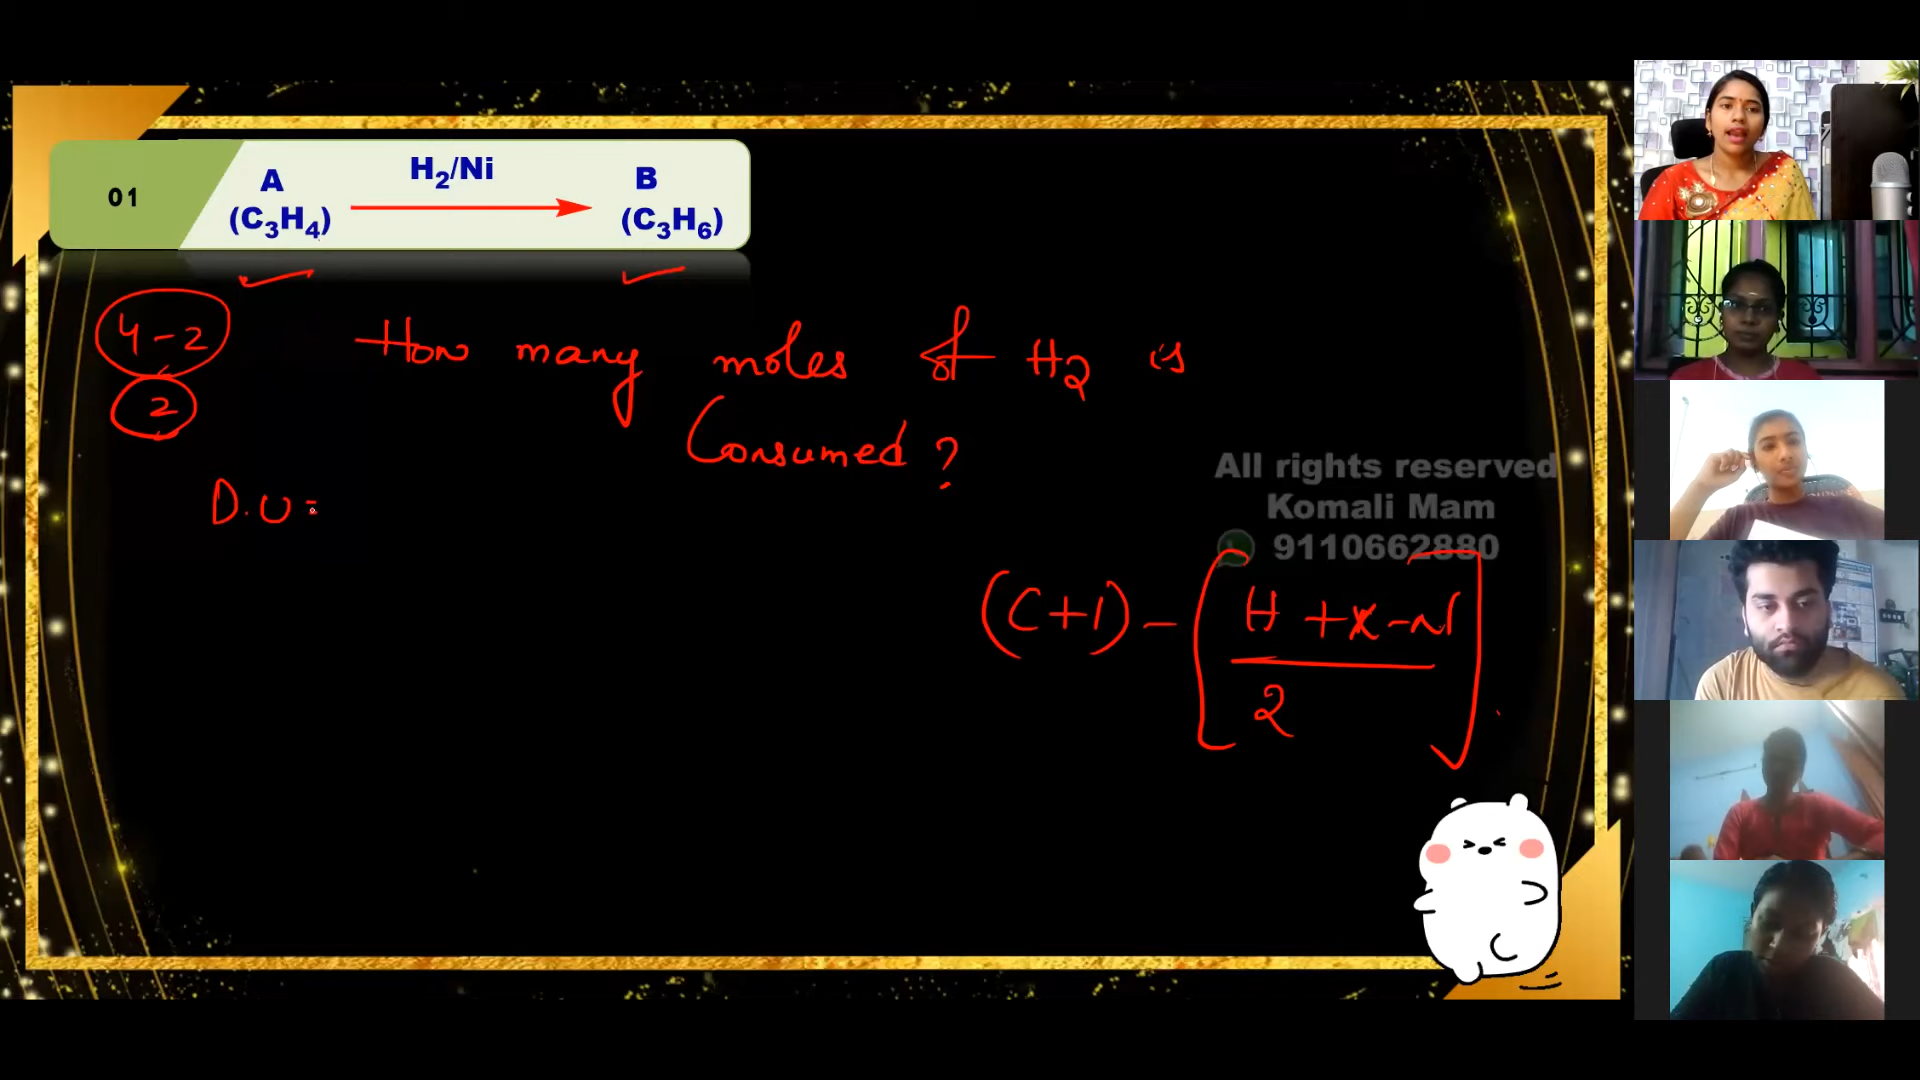 01
A
H₂/Ni
B
(C₃H₄)
(C₃H₆)
4-2
2
How many moles of H₂ is
Consumed ?
All rights reserved
Komali Mam
9110662880
D.U =
(C+1) - [H + X - N
2]